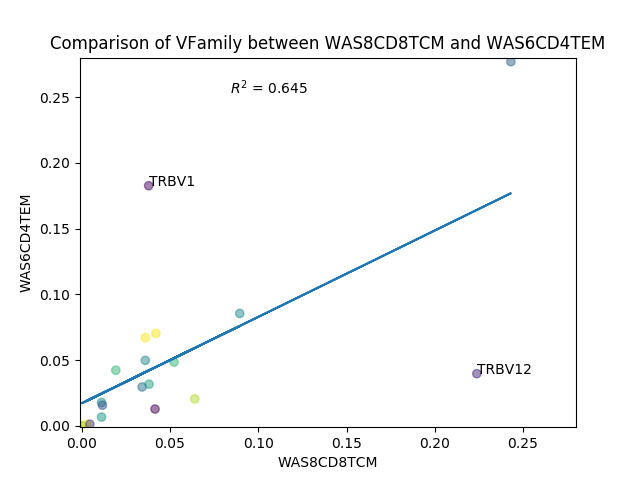 Comparison of VFamily between WAS8CD8TCM and WAS6CD4TEM
R² = 0.645
0.25
0.20
TRBV1
0.15
WAS6CD4TEM
0.10
0.05
TRBV12
0.00
0.00 0.05 0.10 0.15 0.20 0.25
WAS8CD8TCM